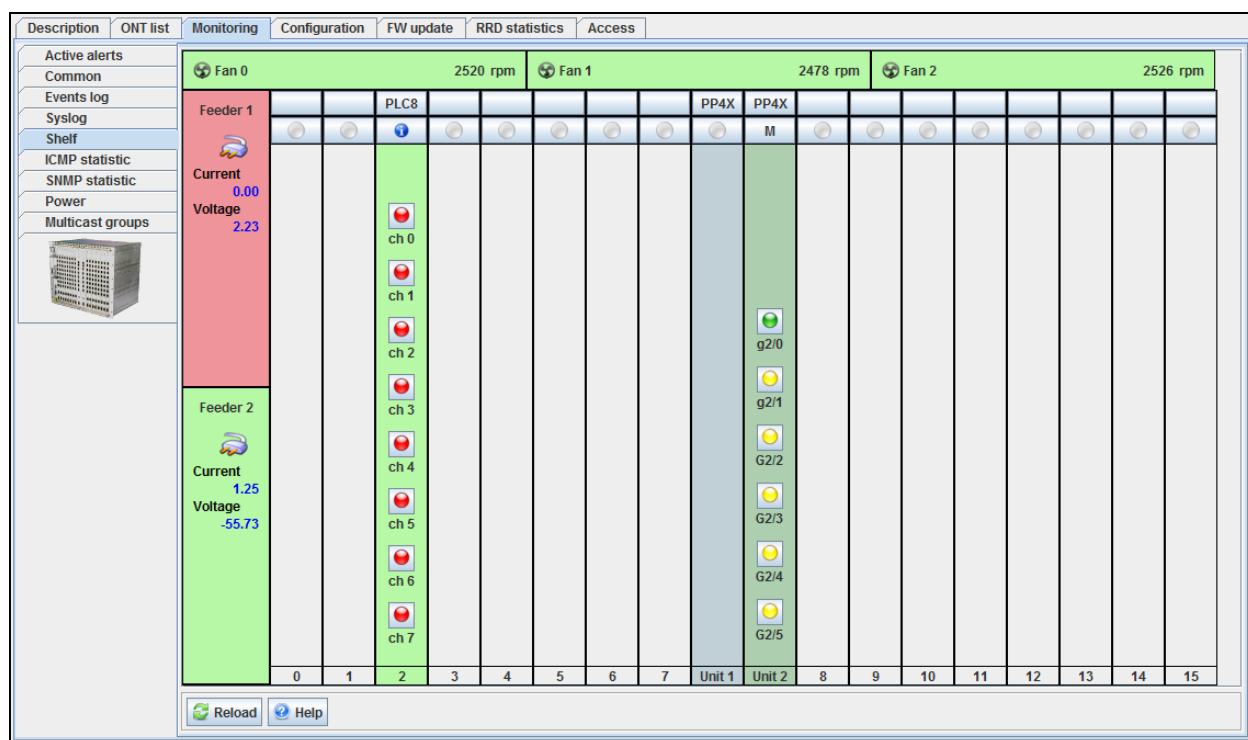 Description ONT list Monitoring Configuration FW update RRD statistics Access
Active alerts
Common
Events log
Syslog
Shelf
ICMP statistic
SNMP statistic
Power
Multicast groups
Fan 0 2520 rpm Fan 1 2478 rpm Fan 2 2526 rpm
Feeder 1
Current
0.00
Voltage
2.23
Feeder 2
Current
1.25
Voltage
-55.73
PLC8 PP4X PP4X
M
ch 0
ch 1
ch 2
ch 3
ch 4
ch 5
ch 6
ch 7
g2/0
g2/1
G2/2
G2/3
G2/4
G2/5
0 1 2 3 4 5 6 7 Unit 1 Unit 2 8 9 10 11 12 13 14 15
Reload Help